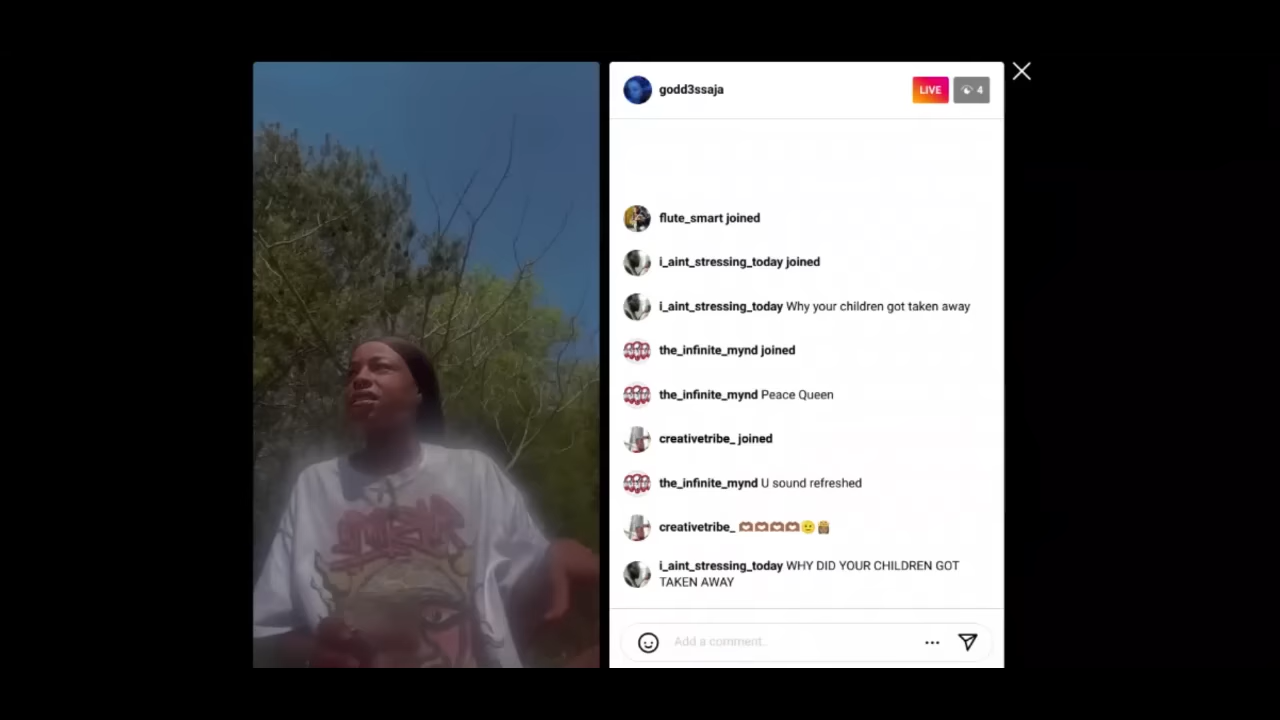 godd3ssaja
LIVE
4
flute_smart joined
i_aint_stressing_today joined
i_aint_stressing_today Why your children got taken away
the_infinite_mynd joined
the_infinite_mynd Peace Queen
creativetribe_ joined
the_infinite_mynd U sound refreshed
creativetribe_ 🫶🏾🫶🏾🫶🏾🫶🏾🫡👸🏾
i_aint_stressing_today WHY DID YOUR CHILDREN GOT
TAKEN AWAY
Add a comment..